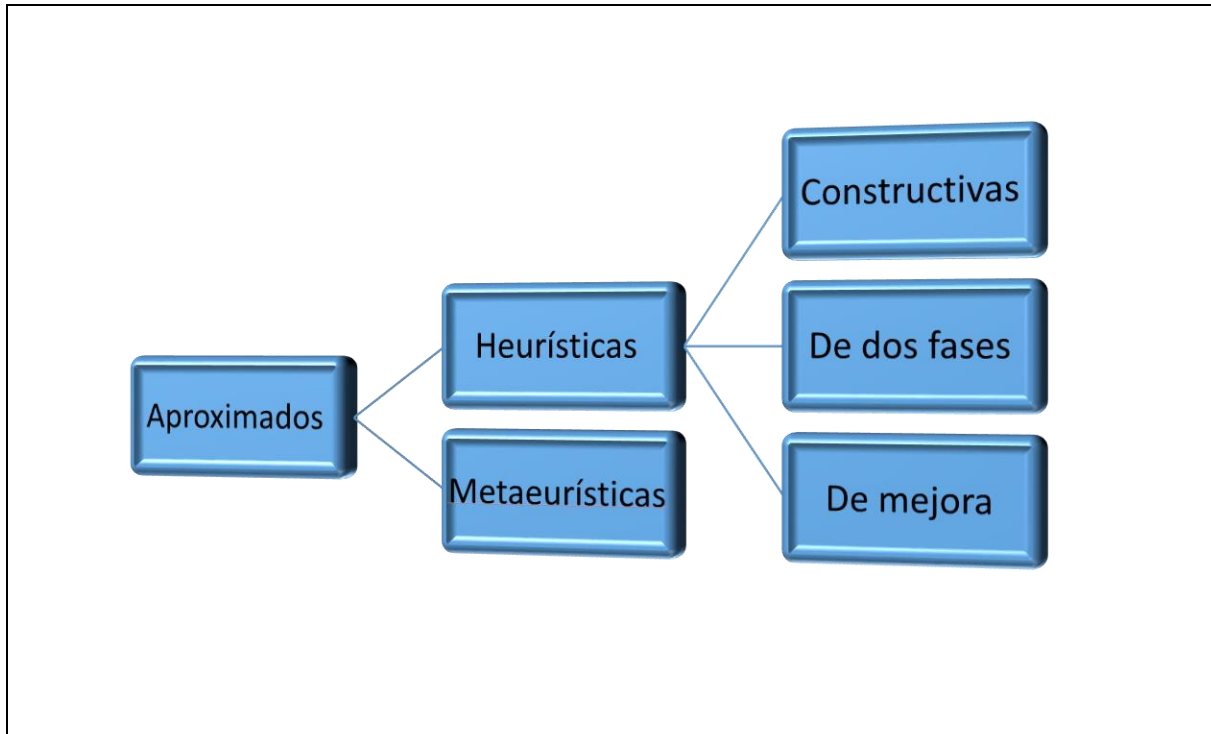 Aproximados
Heurísticas
Metaeurísticas
Constructivas
De dos fases
De mejora